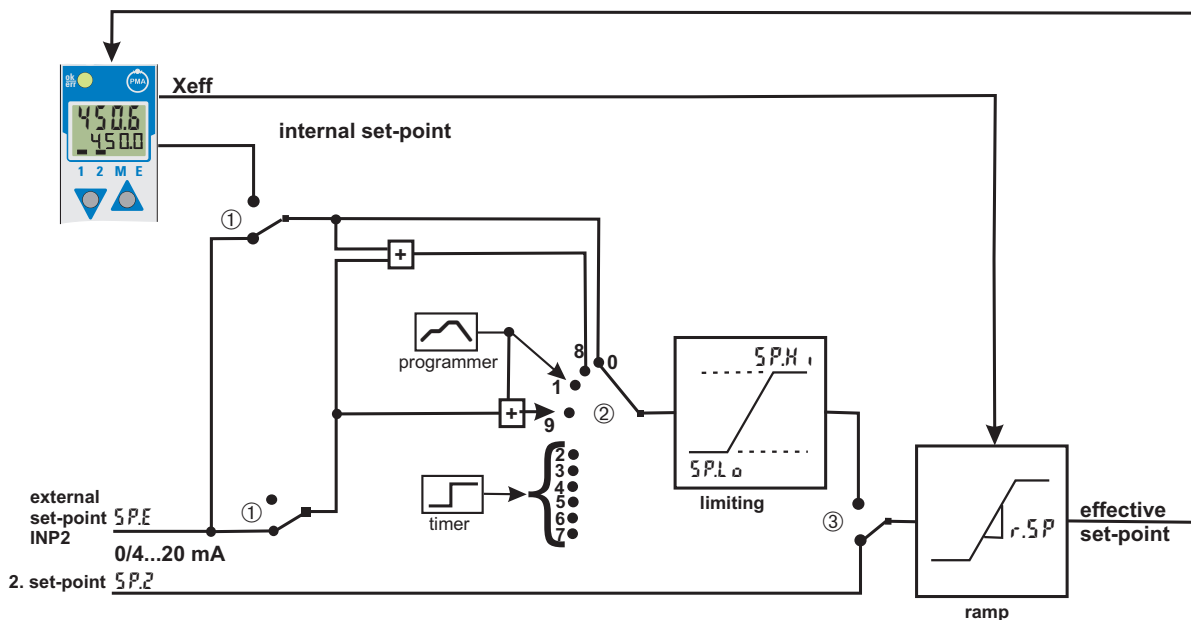 ok
err
PMA
450.6
450.0
1 2 M E
Xeff
internal set-point
①
programmer
8
0
1
9
②
2
3
4
5
6
7
timer
SP.Hi
SP.Lo
limiting
external
set-point SP.E
INP2
0/4...20 mA
①
2. set-point SP.2
③
r.SP
ramp
effective
set-point
+
+